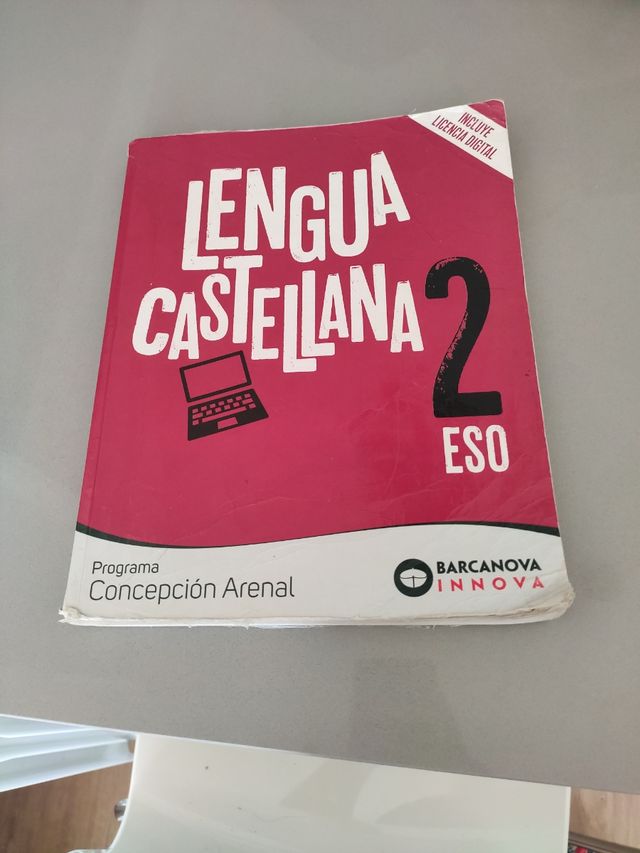 INCLUYE
LICENCIA DIGITAL
LENGUA
CASTELLANA
2
ESO
Programa
Concepción Arenal
BARCANOVA
INNOVA